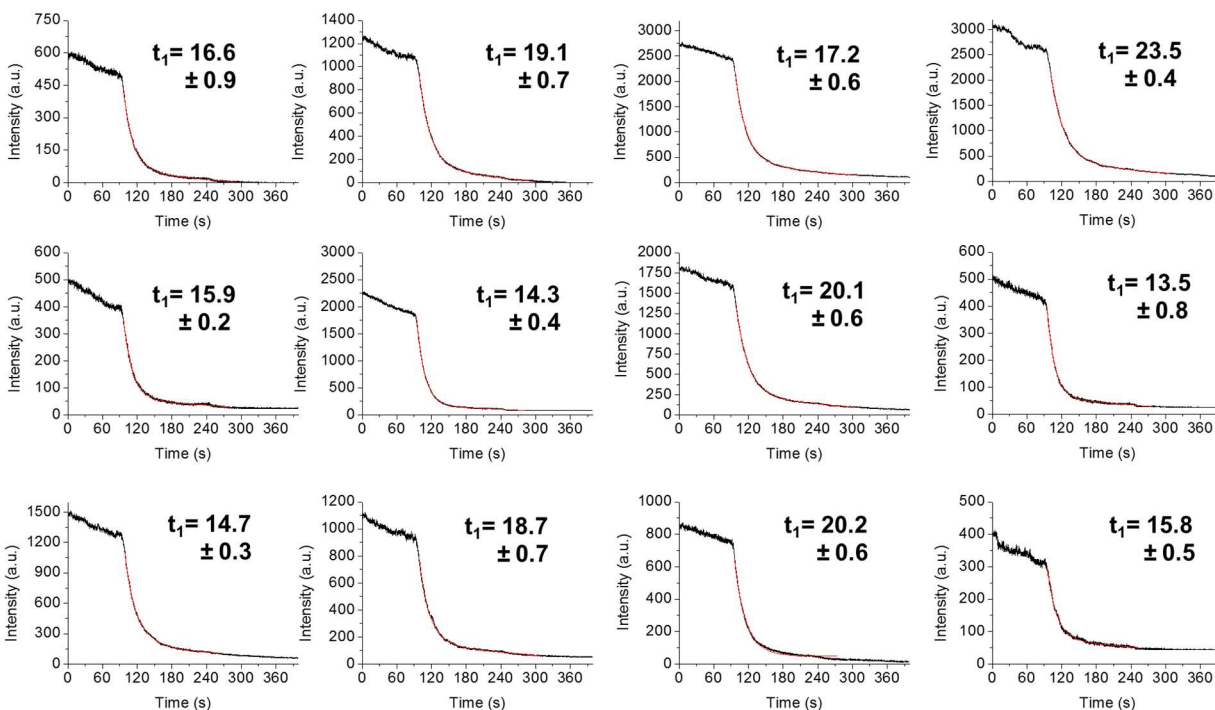 750
600
450
300
150
0
Intensity (a.u.)
t1= 16.6
± 0.9
0 60 120 180 240 300 360
Time (s)
1400
1200
1000
800
600
400
200
0
Intensity (a.u.)
t1= 19.1
± 0.7
0 60 120 180 240 300 360
Time (s)
3000
2500
2000
1500
1000
500
0
Intensity (a.u.)
t1= 17.2
± 0.6
0 60 120 180 240 300 360
Time (s)
3000
2500
2000
1500
1000
500
0
Intensity (a.u.)
t1= 23.5
± 0.4
0 60 120 180 240 300 360
Time (s)
600
500
400
300
200
100
0
Intensity (a.u.)
t1= 15.9
± 0.2
0 60 120 180 240 300 360
Time (s)
3000
2500
2000
1500
1000
500
0
Intensity (a.u.)
t1= 14.3
± 0.4
0 60 120 180 240 300 360
Time (s)
2000
1750
1500
1250
1000
750
500
250
0
Intensity (a.u.)
t1= 20.1
± 0.6
0 60 120 180 240 300 360
Time (s)
600
500
400
300
200
100
0
Intensity (a.u.)
t1= 13.5
± 0.8
0 60 120 180 240 300 360
Time (s)
1500
1200
900
600
300
0
Intensity (a.u.)
t1= 14.7
± 0.3
0 60 120 180 240 300 360
Time (s)
1200
1000
800
600
400
200
0
Intensity (a.u.)
t1= 18.7
± 0.7
0 60 120 180 240 300 360
Time (s)
1000
800
600
400
200
0
Intensity (a.u.)
t1= 20.2
± 0.6
0 60 120 180 240 300 360
Time (s)
500
400
300
200
100
0
Intensity (a.u.)
t1= 15.8
± 0.5
0 60 120 180 240 300 360
Time (s)